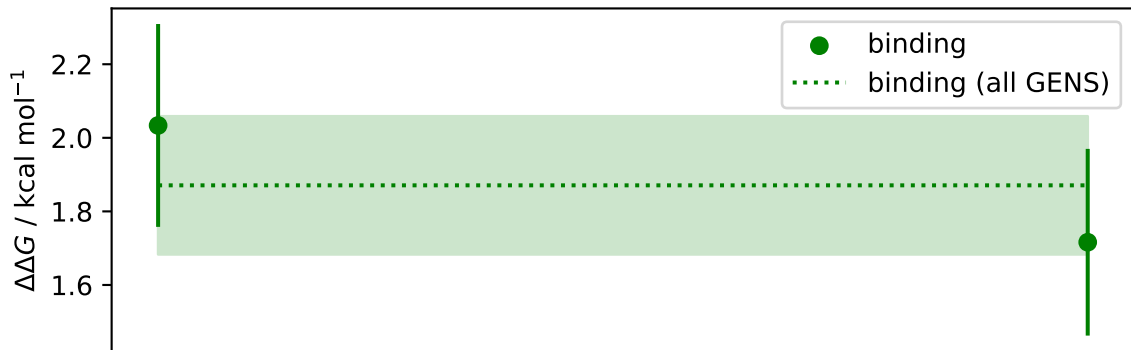 ΔΔG / kcal mol⁻¹
2.2
2.0
1.8
1.6
binding
binding (all GENS)